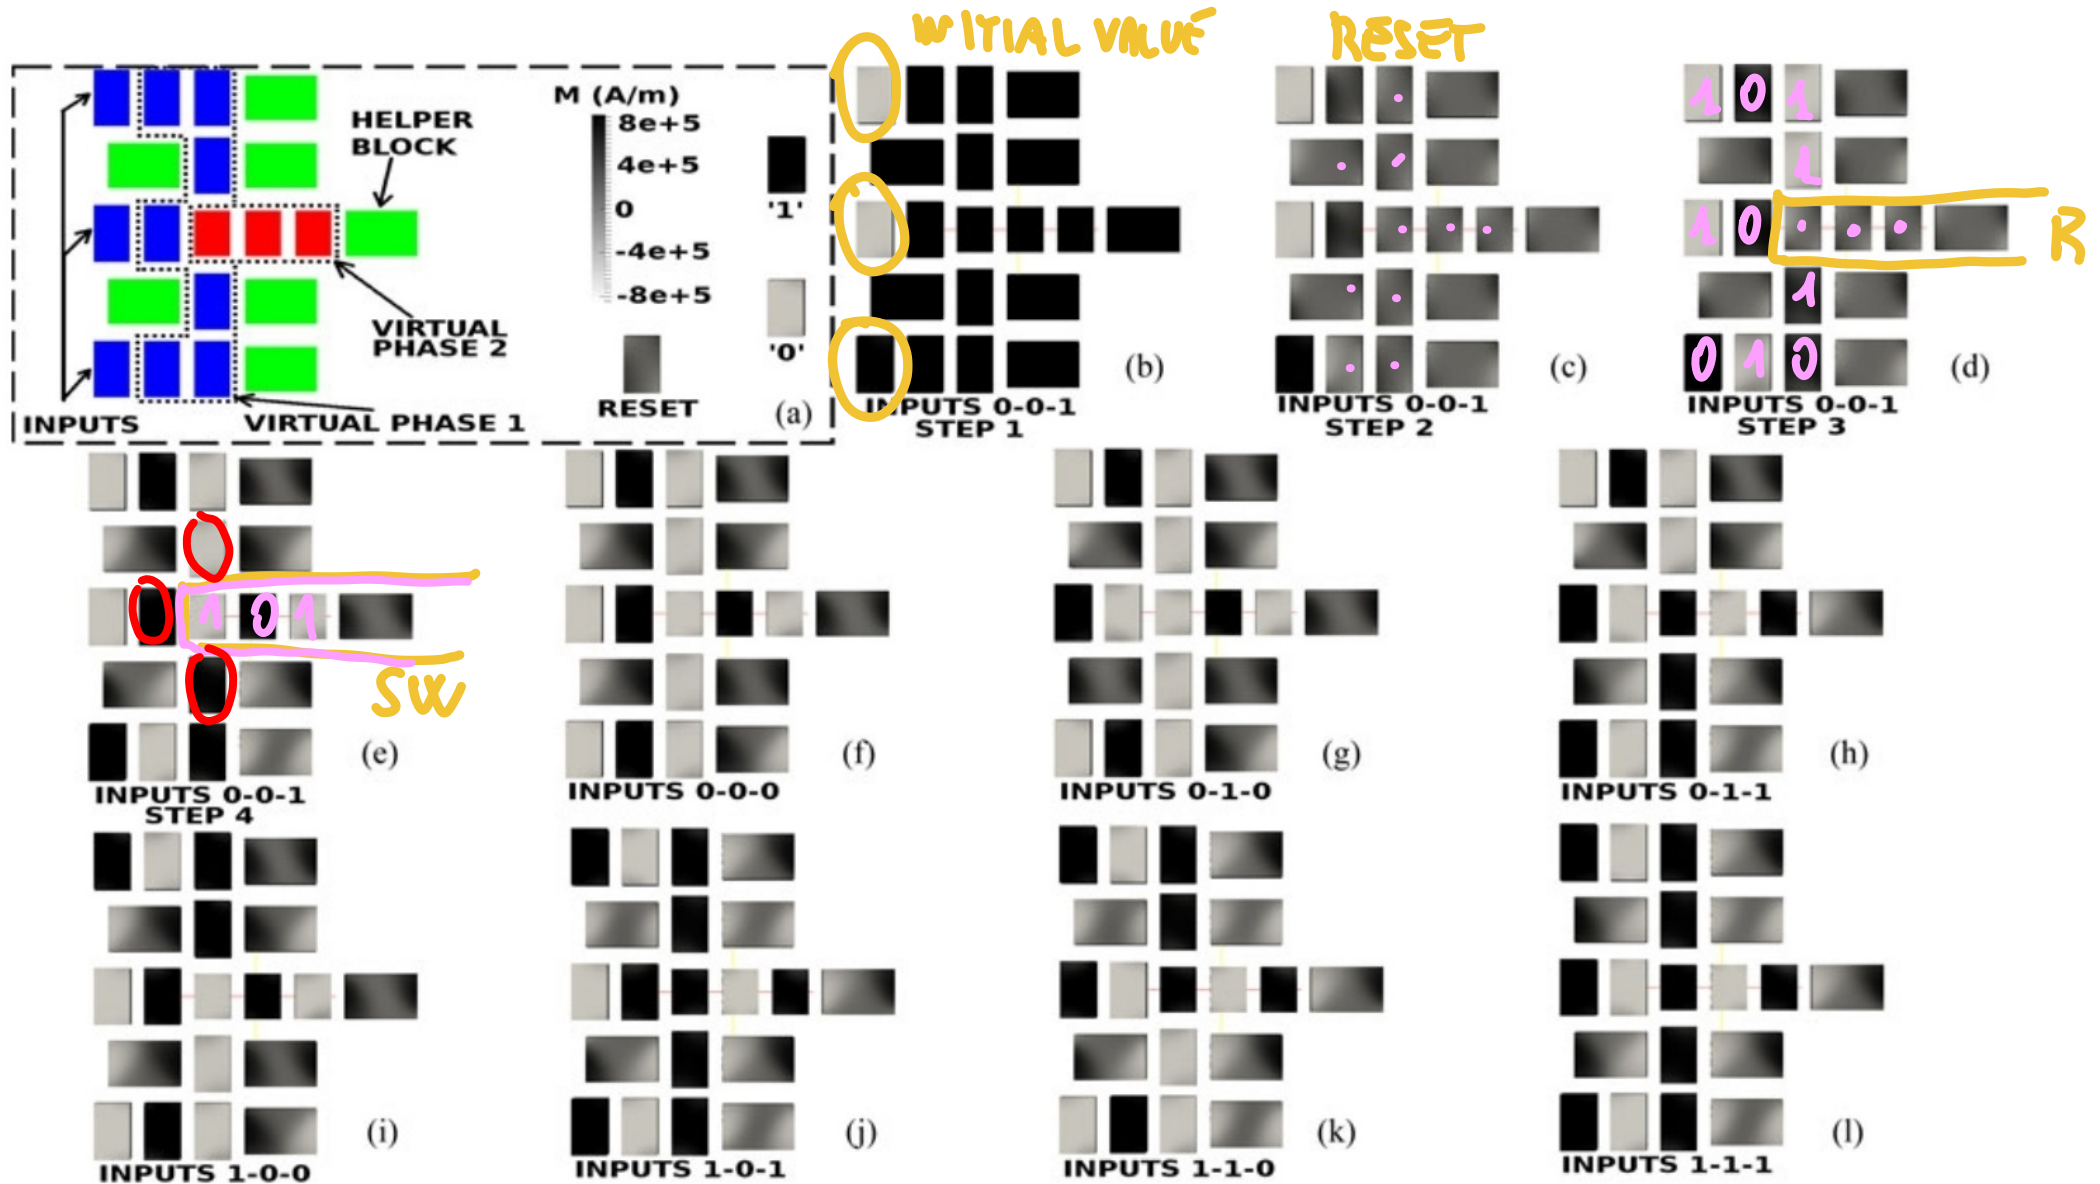 INITIAL VALUE
RESET
M (A/m)
8e+5
4e+5
0
-4e+5
-8e+5
'1'
'0'
HELPER
BLOCK
VIRTUAL
PHASE 2
RESET
(a)
INPUTS
VIRTUAL PHASE 1
(b)
INPUTS 0-0-1
STEP 1
(c)
INPUTS 0-0-1
STEP 2
1 0 1
1
1 0
R
1
0 1 0
(d)
INPUTS 0-0-1
STEP 3
1 0 1
SW
(e)
INPUTS 0-0-1
STEP 4
(f)
INPUTS 0-0-0
(g)
INPUTS 0-1-0
(h)
INPUTS 0-1-1
(i)
INPUTS 1-0-0
(j)
INPUTS 1-0-1
(k)
INPUTS 1-1-0
(l)
INPUTS 1-1-1